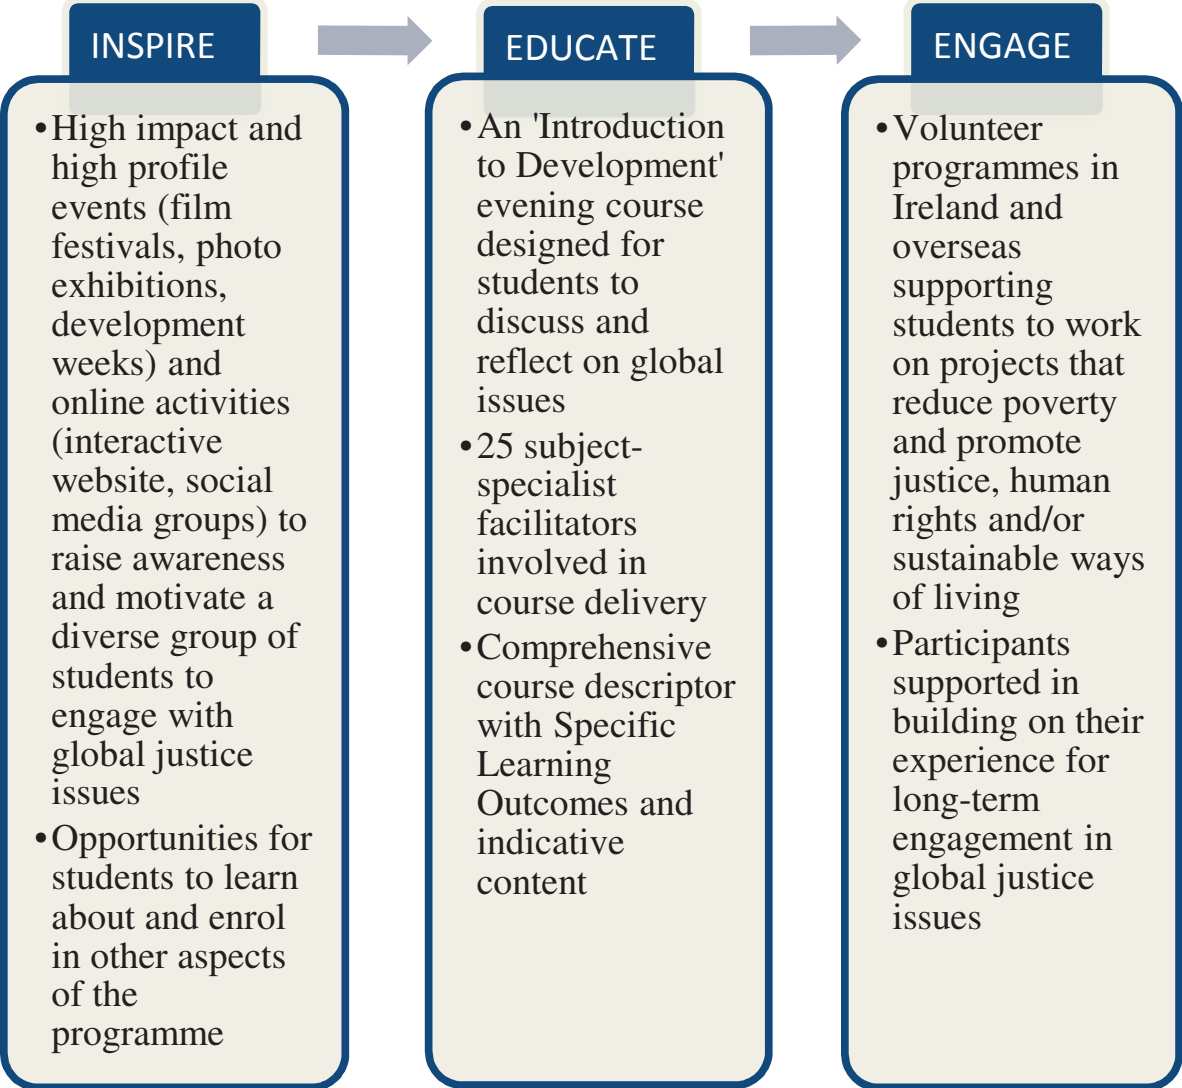 INSPIRE
•High impact and
high profile
events (film
festivals, photo
exhibitions,
development
weeks) and
online activities
(interactive
website, social
media groups) to
raise awareness
and motivate a
diverse group of
students to
engage with
global justice
issues
•Opportunities for
students to learn
about and enrol
in other aspects
of the
programme
EDUCATE
•An 'Introduction
to Development'
evening course
designed for
students to
discuss and
reflect on global
issues
•25 subject-
specialist
facilitators
involved in
course delivery
•Comprehensive
course descriptor
with Specific
Learning
Outcomes and
indicative
content
ENGAGE
•Volunteer
programmes in
Ireland and
overseas
supporting
students to work
on projects that
reduce poverty
and promote
justice, human
rights and/or
sustainable ways
of living
•Participants
supported in
building on their
experience for
long-term
engagement in
global justice
issues